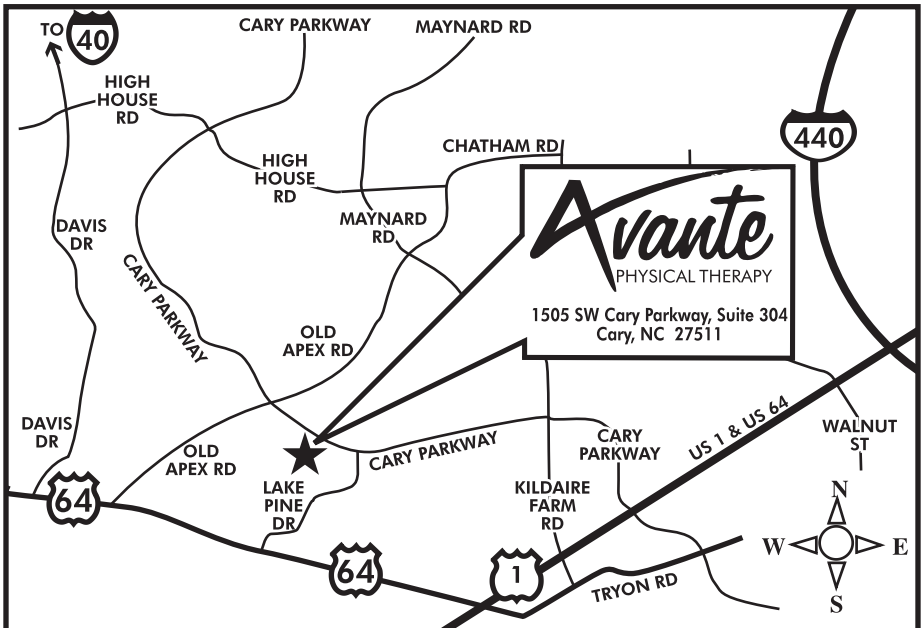 TO
40
CARY PARKWAY
MAYNARD RD
HIGH
HOUSE
RD
440
CHATHAM RD
HIGH
HOUSE
RD
MAYNARD
RD
DAVIS
DR
Avante
PHYSICAL THERAPY
1505 SW Cary Parkway, Suite 304
Cary, NC 27511
CARY PARKWAY
OLD
APEX RD
DAVIS
DR
OLD
APEX RD
CARY PARKWAY
CARY
PARKWAY
US 1 & US 64
WALNUT
ST
64
LAKE
PINE
DR
KILDAIRE
FARM
RD
64
1
TRYON RD
N
W
E
S